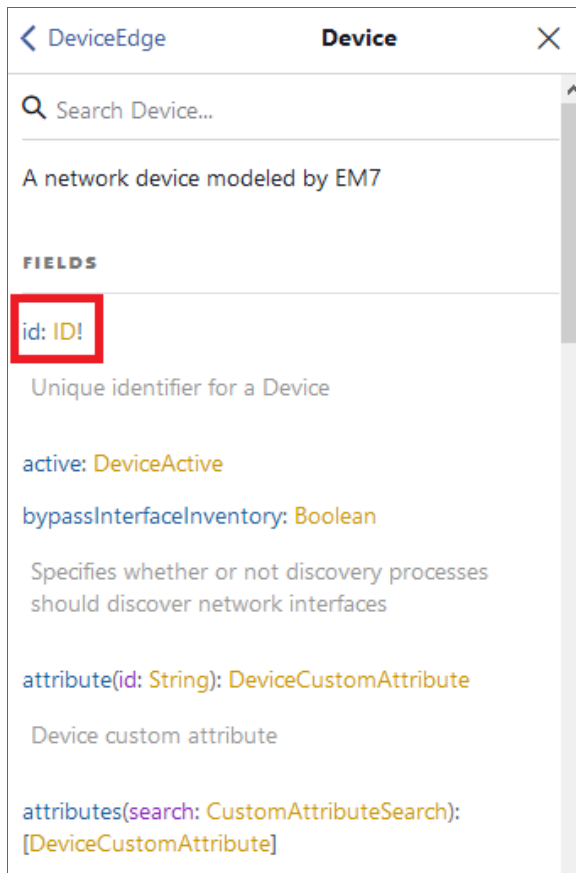 DeviceEdge Device
Search Device...
A network device modeled by EM7
FIELDS
id: ID!
Unique identifier for a Device
active: DeviceActive
bypassInterfaceInventory: Boolean
Specifies whether or not discovery processes
should discover network interfaces
attribute(id: String): DeviceCustomAttribute
Device custom attribute
attributes(search: CustomAttributeSearch):
[DeviceCustomAttribute]